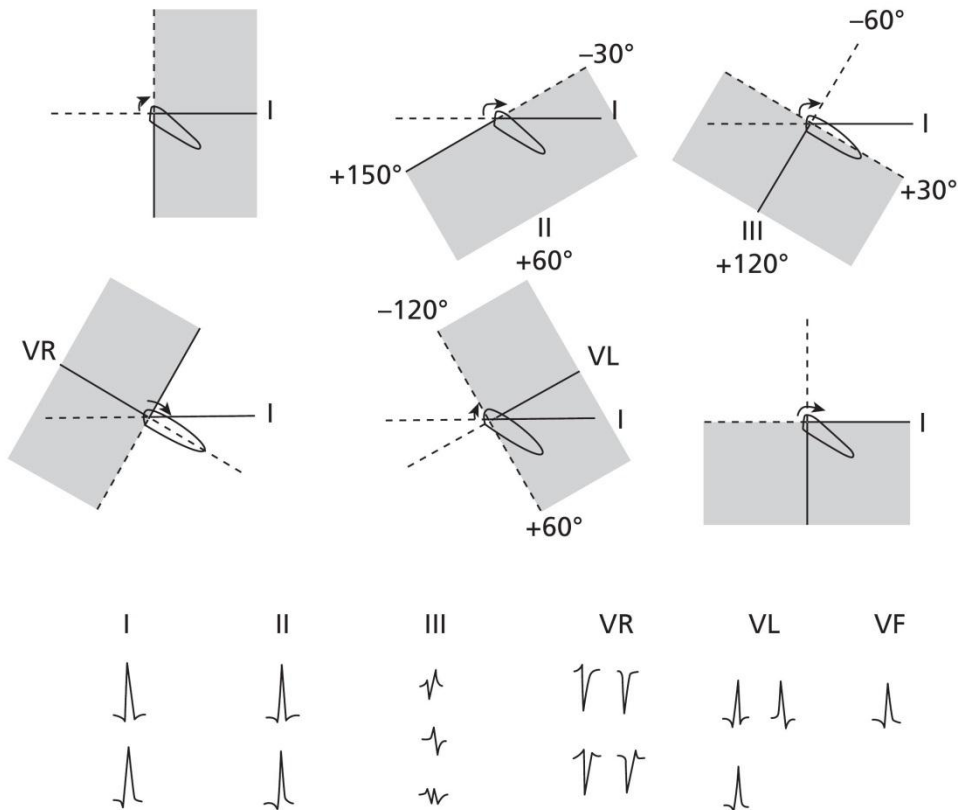 I
–30°
I
+150°
II
+60°
–60°
I
+30°
III
+120°
VR
I
–120°
VL
I
+60°
I
I II III VR VL VF